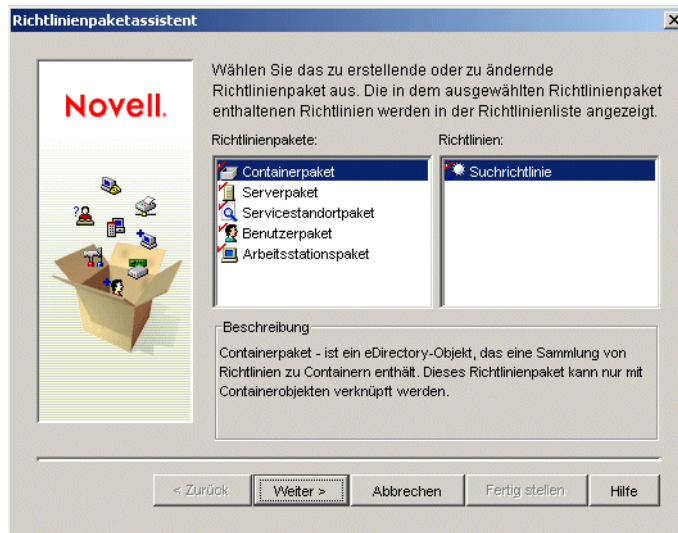 Richtlinienpaketassistent
Novell.
Wählen Sie das zu erstellende oder zu ändernde
Richtlinienpaket aus. Die in dem ausgewählten Richtlinienpaket
enthaltenen Richtlinien werden in der Richtlinienliste angezeigt.
Richtlinienpakete:
Containerpaket
Serverpaket
Servicestandortpaket
Benutzerpaket
Arbeitsstationspaket
Richtlinien:
Suchrichtlinie
Beschreibung
Containerpaket - ist ein eDirectory-Objekt, das eine Sammlung von
Richtlinien zu Containern enthält. Dieses Richtlinienpaket kann nur mit
Containerobjekten verknüpft werden.
< Zurück
Weiter >
Abbrechen
Fertig stellen
Hilfe